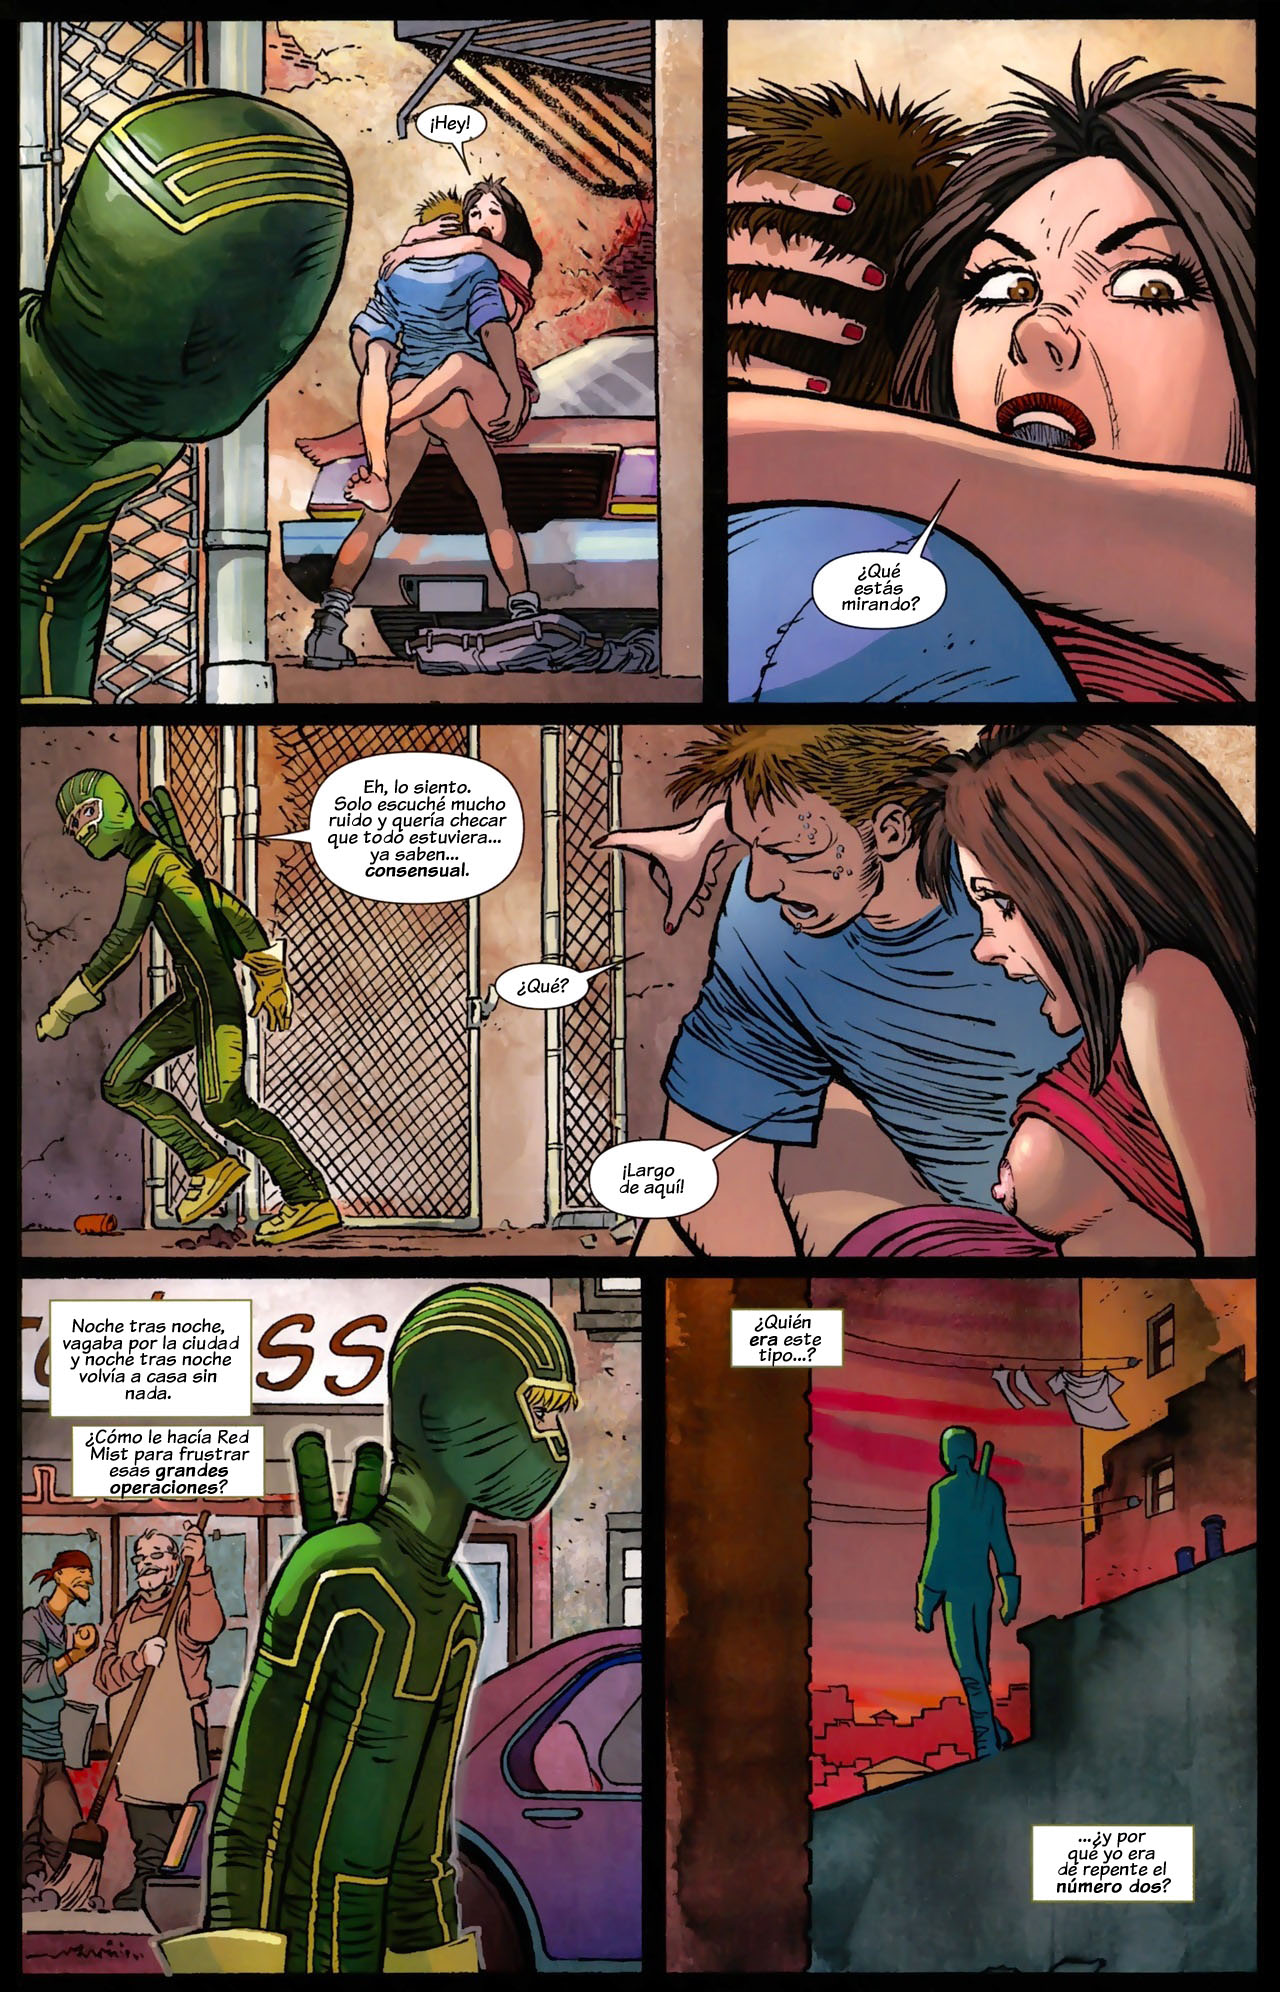 ¡Hey!
¿Qué
estás
mirando?
Eh, lo siento.
Solo escuché mucho
ruido y quería checar
que todo estuviera...
ya saben...
consensual.
¿Qué?
¡Largo
de aquí!
Noche tras noche,
vagaba por la ciudad
y noche tras noche
volvía a casa sin
nada.
¿Cómo le hacía Red
Mist para frustrar
esas grandes
operaciones?
¿Quién
era este
tipo...?
...¿y por
qué yo era
de repente el
número dos?